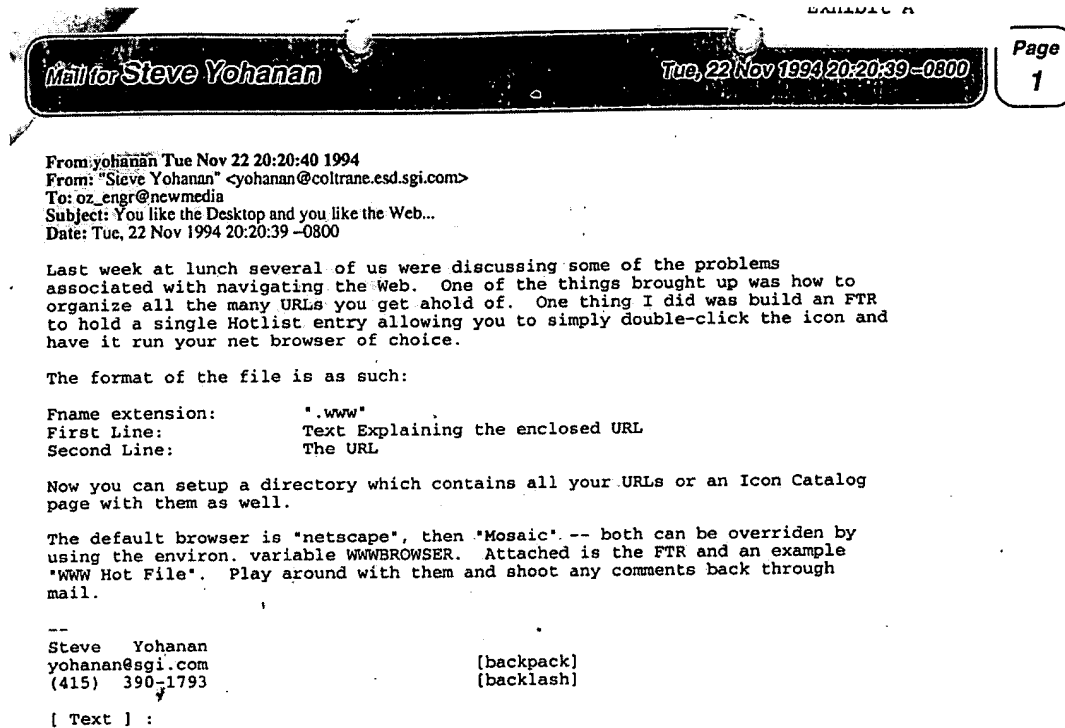 EXHIBIT A
Mail for Steve Yohanan
Tue, 22 Nov 1994 20:20:39 -0800
Page
1
From yohanan Tue Nov 22 20:20:40 1994
From: "Steve Yohanan" <yohanan@coltrane.esd.sgi.com>
To: oz_engr@newmedia
Subject: You like the Desktop and you like the Web...
Date: Tue, 22 Nov 1994 20:20:39 -0800
Last week at lunch several of us were discussing some of the problems
associated with navigating the Web. One of the things brought up was how to
organize all the many URLs you get ahold of. One thing I did was build an FTR
to hold a single Hotlist entry allowing you to simply double-click the icon and
have it run your net browser of choice.
The format of the file is as such:
Fname extension: ".www"
First Line: Text Explaining the enclosed URL
Second Line: The URL
Now you can setup a directory which contains all your URLs or an Icon Catalog
page with them as well.
The default browser is "netscape", then "Mosaic" -- both can be overriden by
using the environ. variable WWWBROWSER. Attached is the FTR and an example
"WWW Hot File". Play around with them and shoot any comments back through
mail.
--
Steve Yohanan
yohanan@sgi.com [backpack]
(415) 390-1793 [backlash]
[ Text ] :